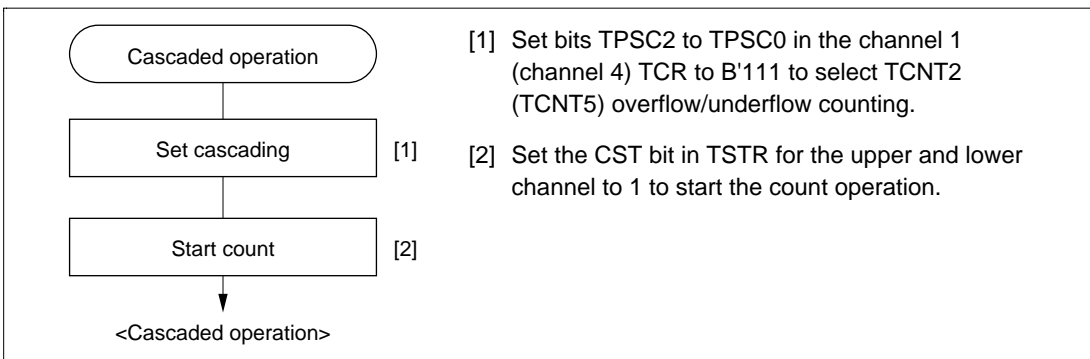 Cascaded operation
Set cascading
[1]
Start count
[2]
<Cascaded operation>
[1] Set bits TPSC2 to TPSC0 in the channel 1
(channel 4) TCR to B'111 to select TCNT2
(TCNT5) overflow/underflow counting.
[2] Set the CST bit in TSTR for the upper and lower
channel to 1 to start the count operation.